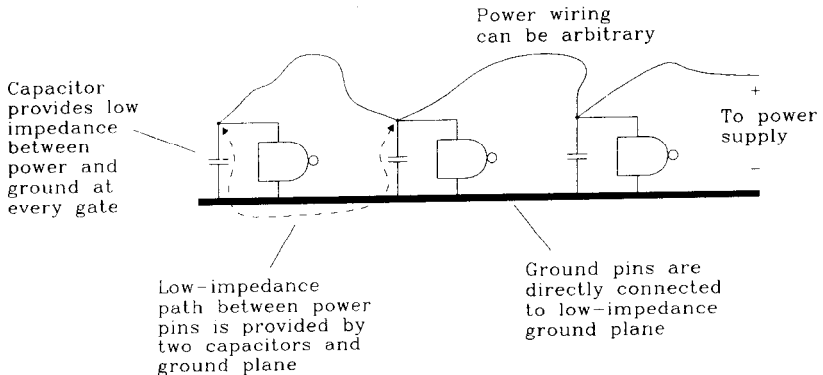 Power wiring
can be arbitrary
Capacitor
provides low
impedance
between
power and
ground at
every gate
+
To power
supply
−
Low-impedance
path between power
pins is provided by
two capacitors and
ground plane
Ground pins are
directly connected
to low-impedance
ground plane